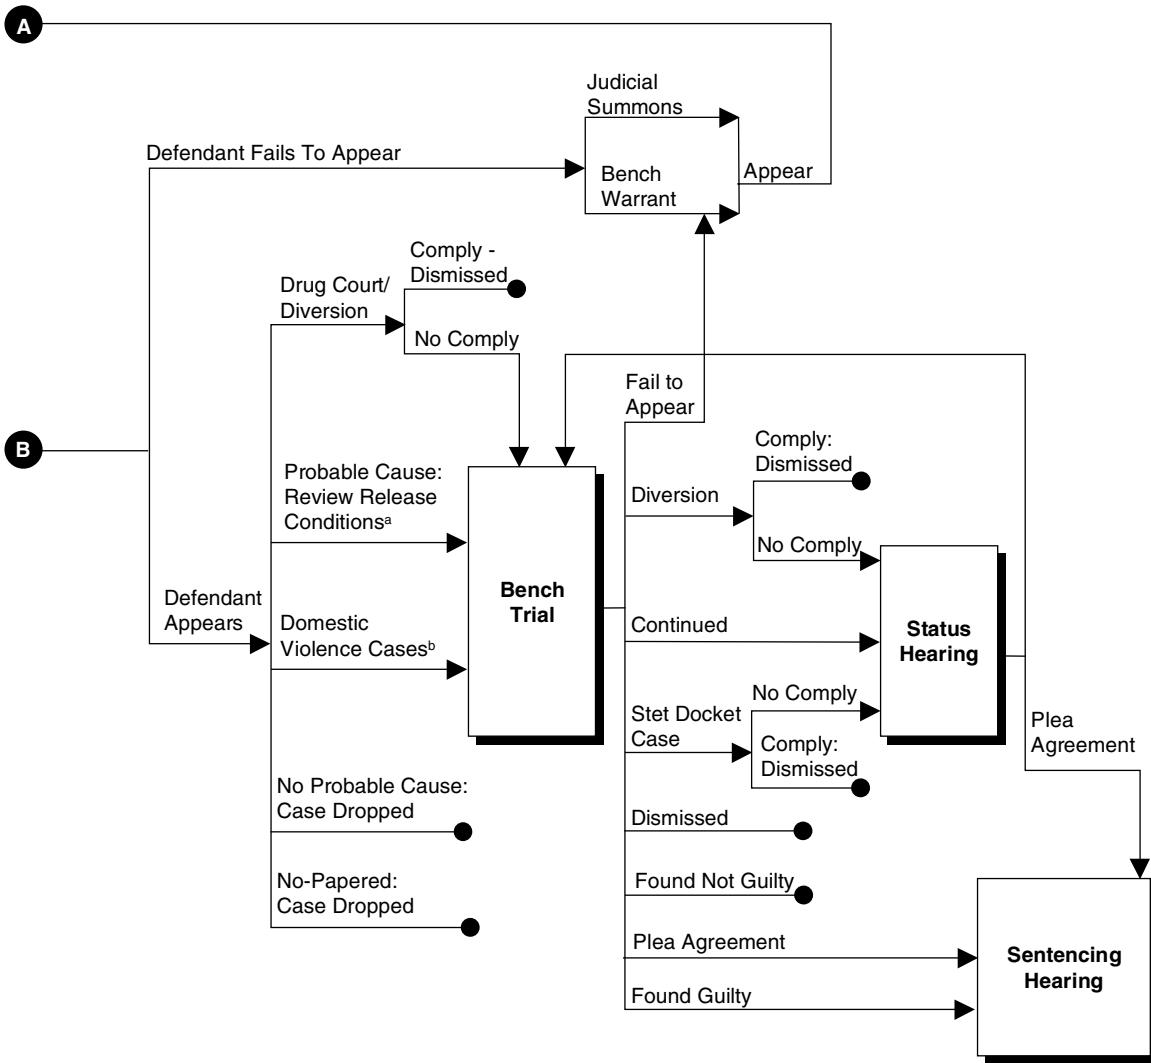 A
Judicial
Summons
Defendant Fails To Appear
Bench
Warrant
Appear
Comply -
Dismissed
Drug Court/
Diversion
No Comply
Fail to
Appear
B
Comply:
Dismissed
Probable Cause:
Review Release
Conditionsᵃ
Diversion
No Comply
Bench
Trial
Defendant
Appears
Domestic
Violence Casesᵇ
Continued
Status
Hearing
No Comply
Stet Docket
Case
Comply:
Dismissed
Plea
Agreement
No Probable Cause:
Case Dropped
Dismissed
No-Papered:
Case Dropped
Found Not Guilty
Plea Agreement
Sentencing
Hearing
Found Guilty